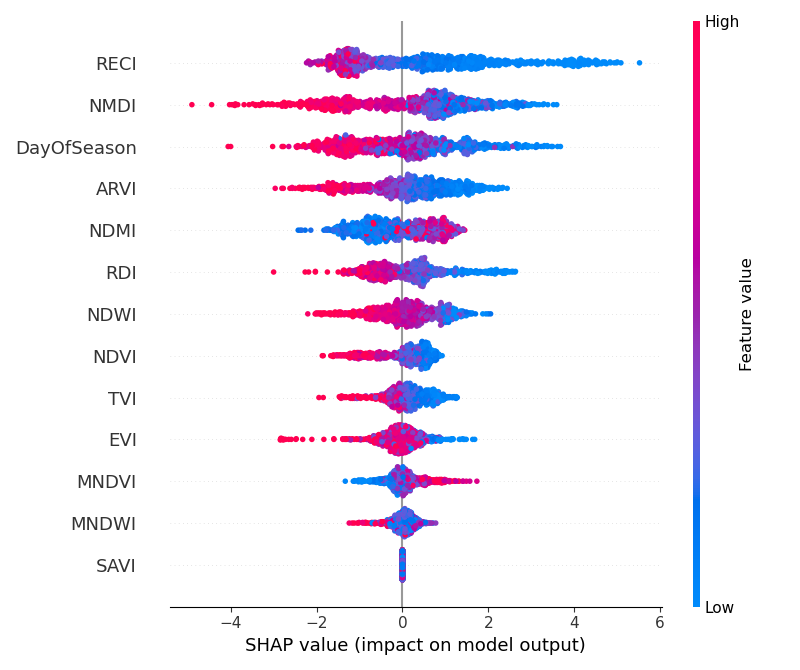 High
RECI
NMDI
DayOfSeason
ARVI
NDMI
RDI
NDWI
NDVI
TVI
EVI
MNDVI
MNDWI
SAVI
Feature value
Low
−4 −2 0 2 4 6
SHAP value (impact on model output)